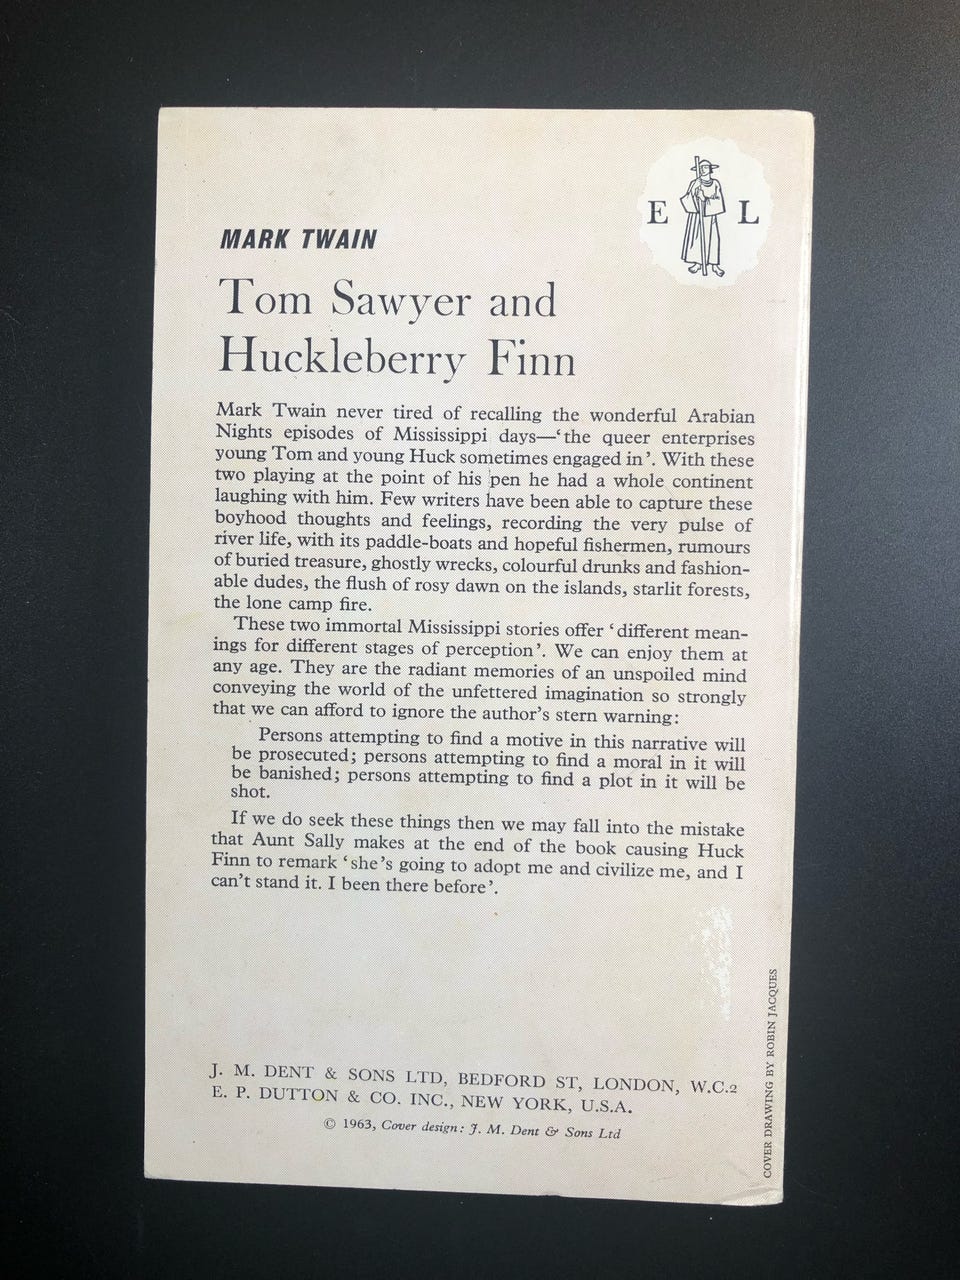 E L
MARK TWAIN
Tom Sawyer and
Huckleberry Finn
Mark Twain never tired of recalling the wonderful Arabian
Nights episodes of Mississippi days—‘the queer enterprises
young Tom and young Huck sometimes engaged in’. With these
two playing at the point of his pen he had a whole continent
laughing with him. Few writers have been able to capture these
boyhood thoughts and feelings, recording the very pulse of
river life, with its paddle-boats and hopeful fishermen, rumours
of buried treasure, ghostly wrecks, colourful drunks and fashion-
able dudes, the flush of rosy dawn on the islands, starlit forests,
the lone camp fire.
These two immortal Mississippi stories offer ‘different mean-
ings for different stages of perception’. We can enjoy them at
any age. They are the radiant memories of an unspoiled mind
conveying the world of the unfettered imagination so strongly
that we can afford to ignore the author’s stern warning:
Persons attempting to find a motive in this narrative will
be prosecuted; persons attempting to find a moral in it will
be banished; persons attempting to find a plot in it will be
shot.
If we do seek these things then we may fall into the mistake
that Aunt Sally makes at the end of the book causing Huck
Finn to remark ‘she’s going to adopt me and civilize me, and I
can’t stand it. I been there before’.
J. M. DENT & SONS LTD, BEDFORD ST, LONDON, W.C.2
E. P. DUTTON & CO. INC., NEW YORK, U.S.A.
© 1963, Cover design: J. M. Dent & Sons Ltd
COVER DRAWING BY ROBIN JACQUES